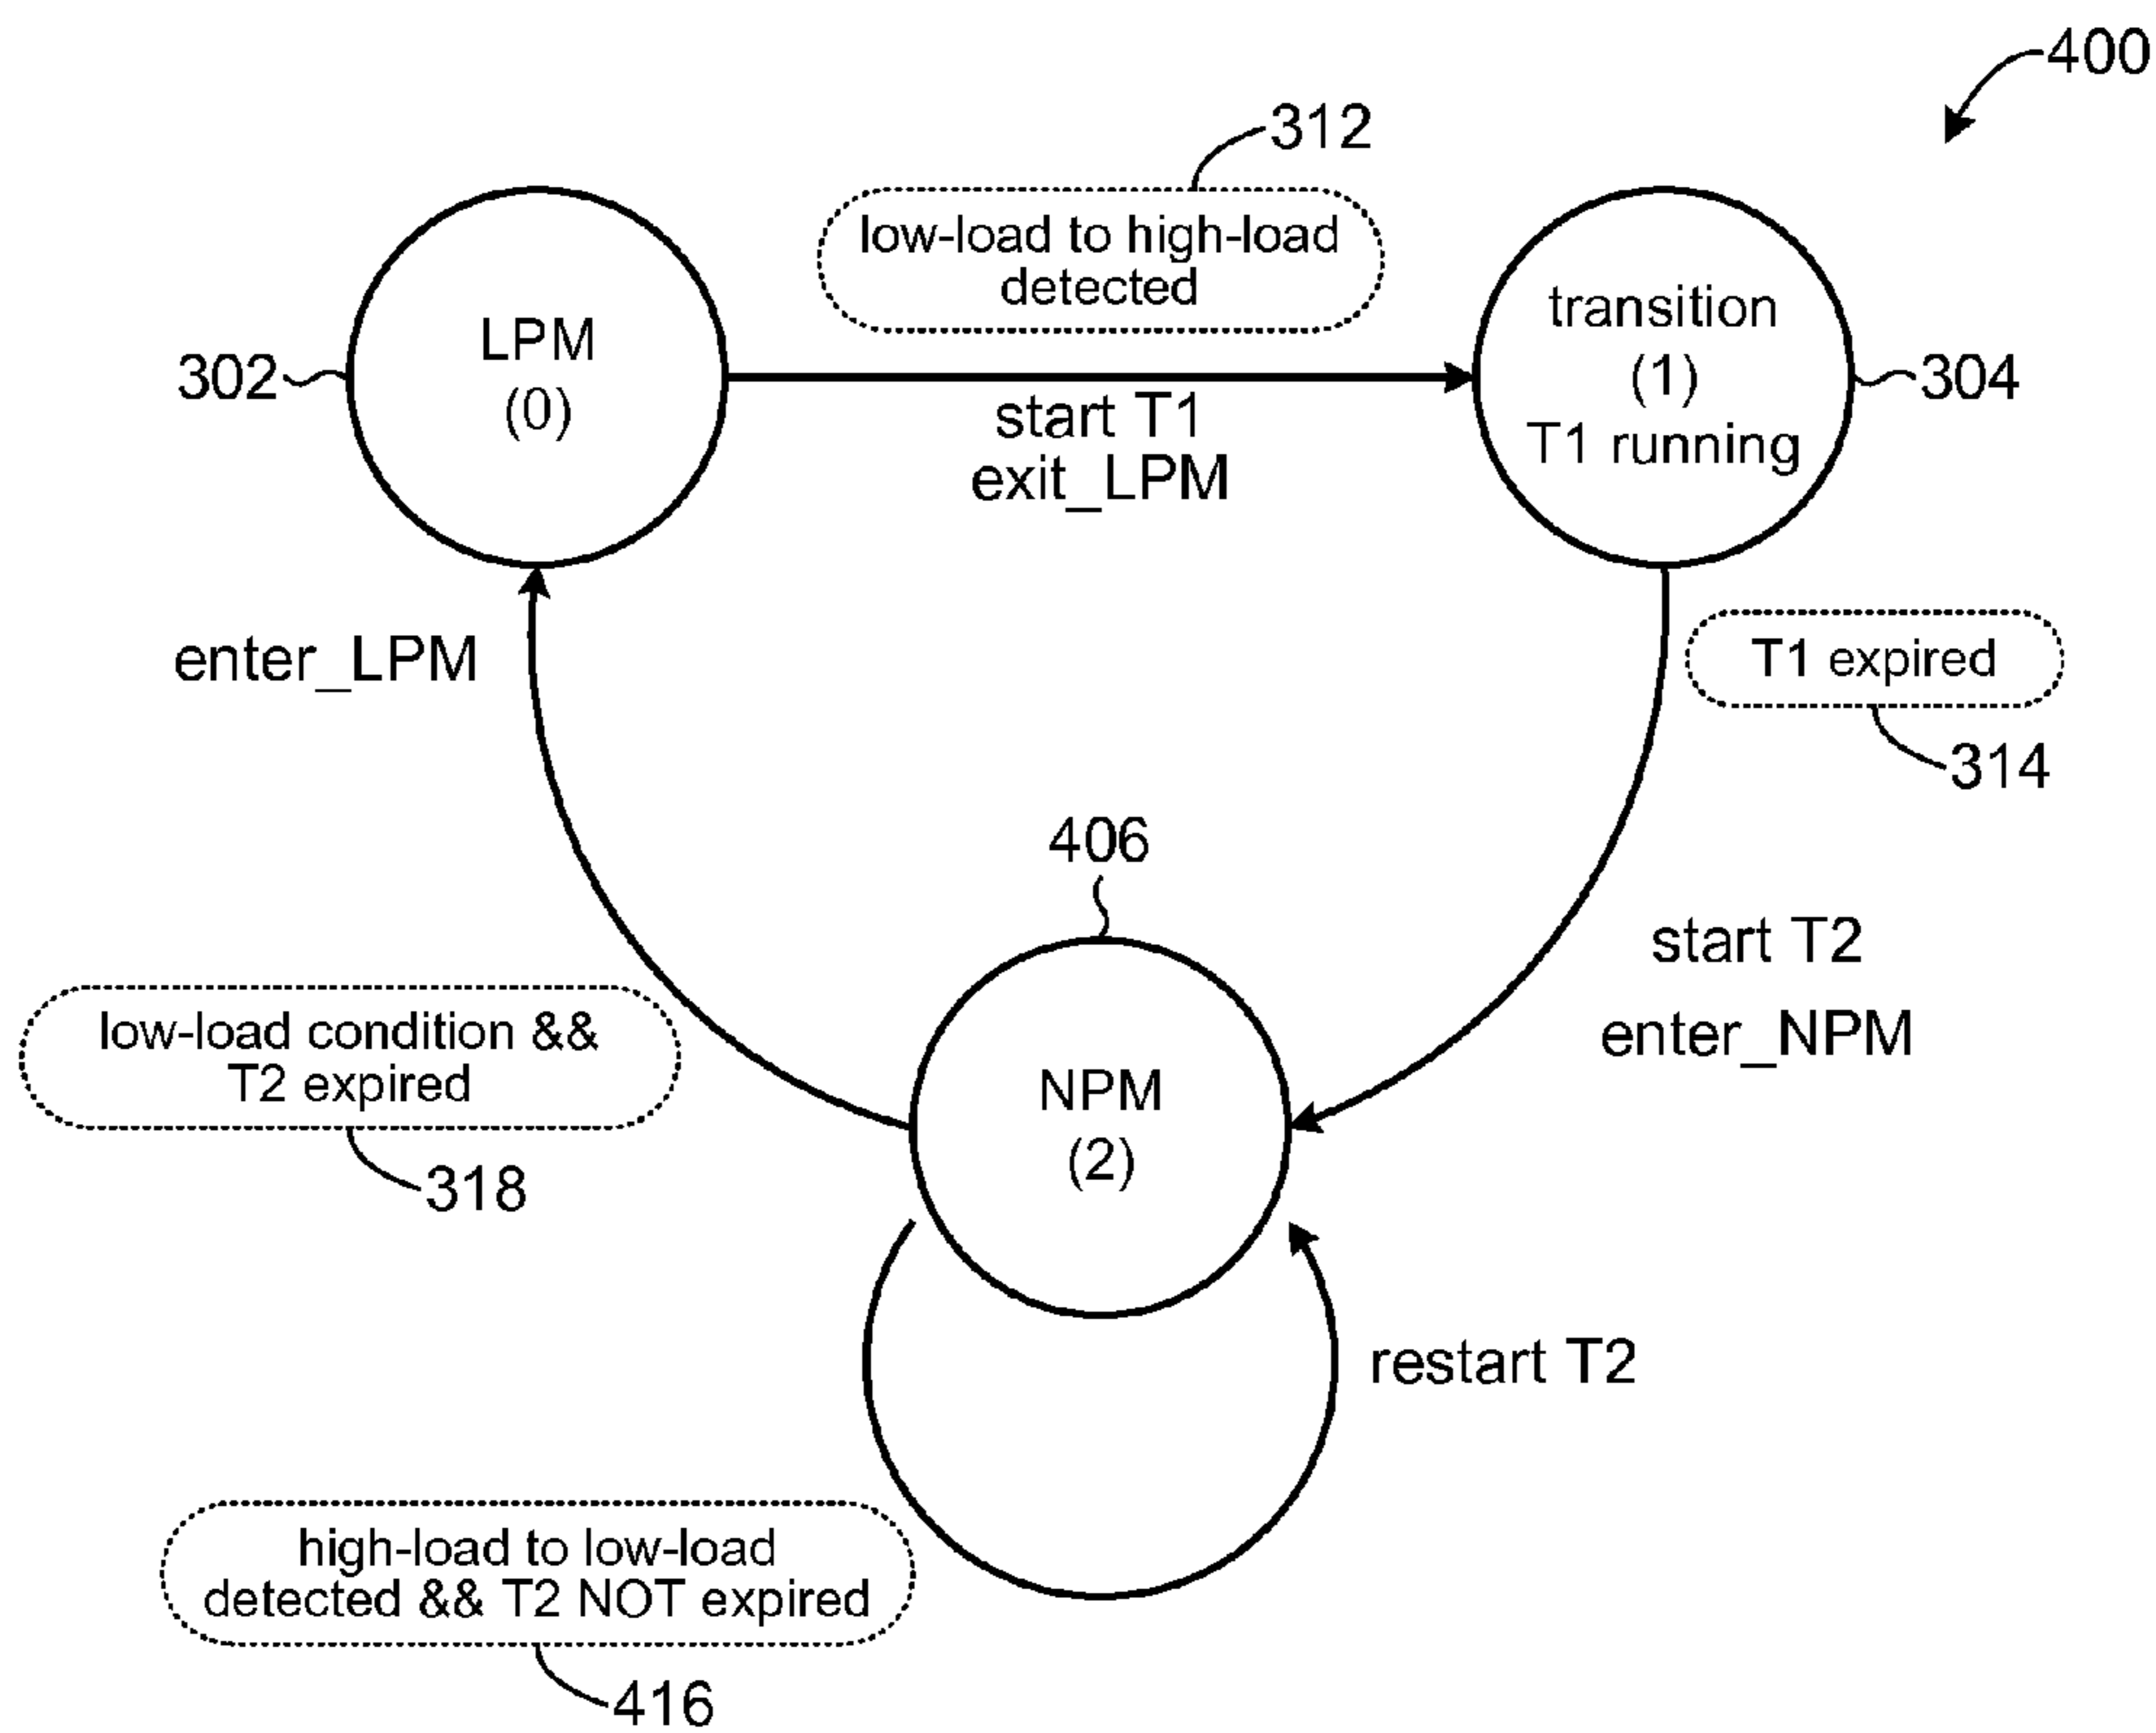 400
312
low-load to high-load
detected
LPM
(0)
302
start T1
exit_LPM
transition
(1)
T1 running
304
enter_LPM
T1 expired
314
406
start T2
enter_NPM
low-load condition &&
T2 expired
318
NPM
(2)
restart T2
high-load to low-load
detected && T2 NOT expired
416